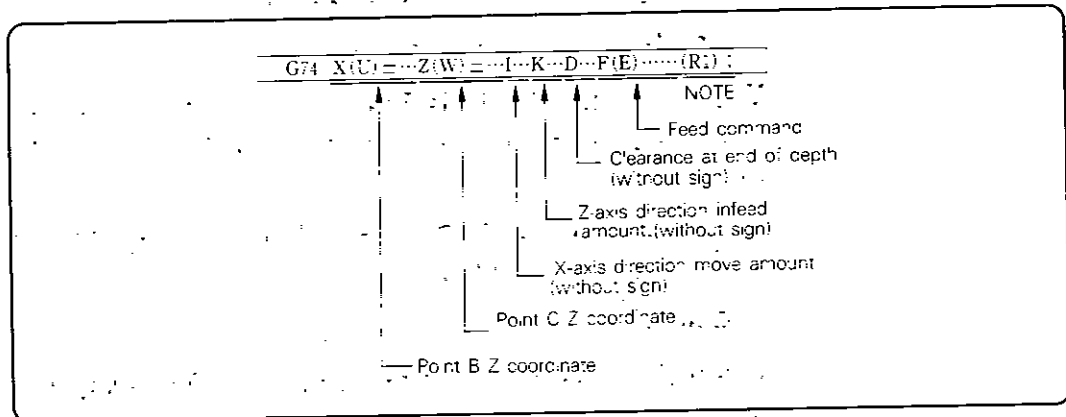 G74 X(U)=…Z(W)=…I…K…D…F(E)……(R1);
NOTE
Feed command
Clearance at end of depth
(without sign)
Z-axis direction infeed
amount (without sign)
X-axis direction move amount
(without sign)
Point C Z coordinate
Point B Z coordinate